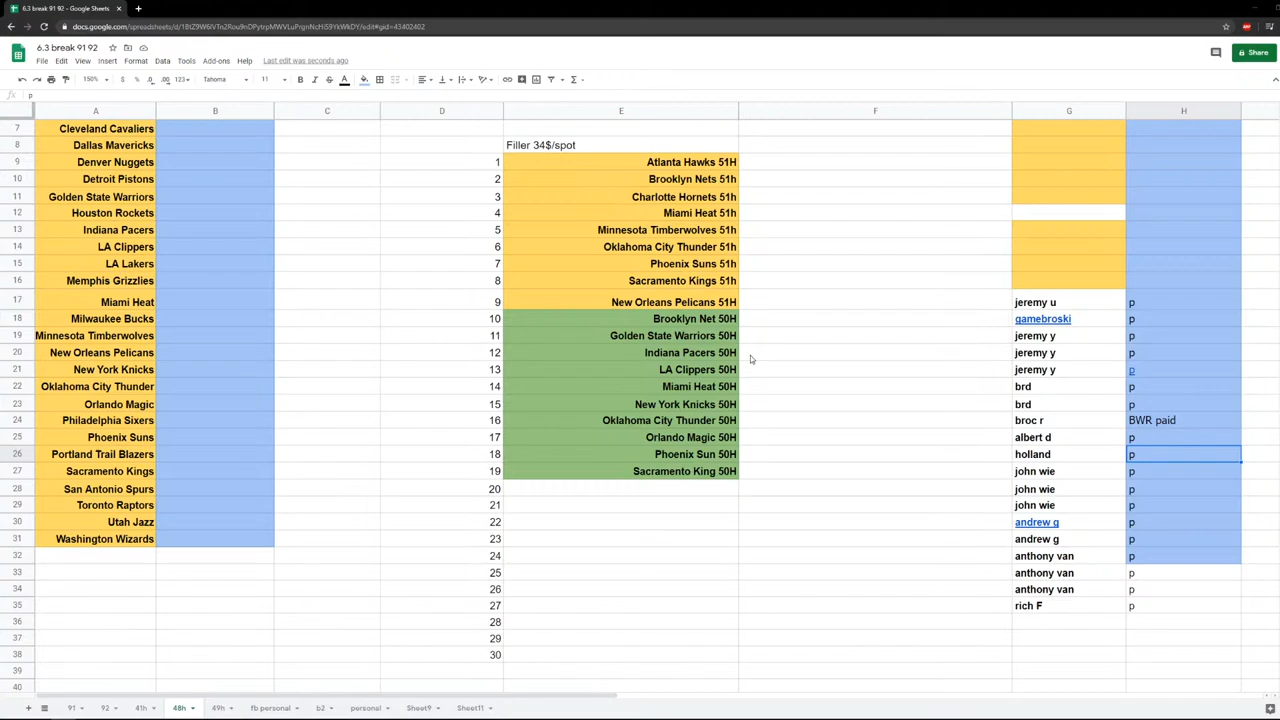 6.3 break 91 92 - Google Sheets
docs.google.com/spreadsheets/d/
6.3 break 91 92
File Edit View Insert Format Data Tools Add-ons Help Last edit was seconds ago
Share
150% $ % .0 .00 123 Tahoma 11 B I S A
fx p
A B C D E F G H
7 Cleveland Cavaliers
8 Dallas Mavericks Filler 34$/spot
9 Denver Nuggets 1 Atlanta Hawks 51H
10 Detroit Pistons 2 Brooklyn Nets 51h
11 Golden State Warriors 3 Charlotte Hornets 51h
12 Houston Rockets 4 Miami Heat 51h
13 Indiana Pacers 5 Minnesota Timberwolves 51h
14 LA Clippers 6 Oklahoma City Thunder 51h
15 LA Lakers 7 Phoenix Suns 51h
16 Memphis Grizzlies 8 Sacramento Kings 51h
17 Miami Heat 9 New Orleans Pelicans 51H jeremy u p
18 Milwaukee Bucks 10 Brooklyn Net 50H gamebroski p
19 Minnesota Timberwolves 11 Golden State Warriors 50H jeremy y p
20 New Orleans Pelicans 12 Indiana Pacers 50H jeremy y p
21 New York Knicks 13 LA Clippers 50H jeremy y p
22 Oklahoma City Thunder 14 Miami Heat 50H brd p
23 Orlando Magic 15 New York Knicks 50H brd p
24 Philadelphia Sixers 16 Oklahoma City Thunder 50H broc r BWR paid
25 Phoenix Suns 17 Orlando Magic 50H albert d p
26 Portland Trail Blazers 18 Phoenix Sun 50H holland p
27 Sacramento Kings 19 Sacramento King 50H john wie p
28 San Antonio Spurs 20 john wie p
29 Toronto Raptors 21 john wie p
30 Utah Jazz 22 andrew g p
31 Washington Wizards 23 andrew g p
32 24 anthony van p
33 25 anthony van p
34 26 anthony van p
35 27 rich F p
36 28
37 29
38 30
39
40
91 92 41h 48h 49h fb personal b2 personal Sheet9 Sheet11